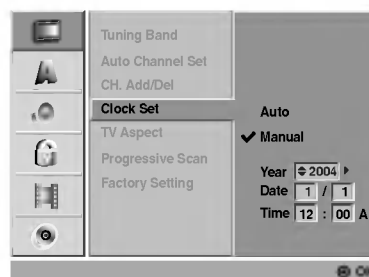 Tuning Band
Auto Channel Set
CH. Add/Del
Clock Set
TV Aspect
Progressive Scan
Factory Setting
Auto
✔ Manual
Year 2004
Date 1 / 1
Time 12 : 00 A